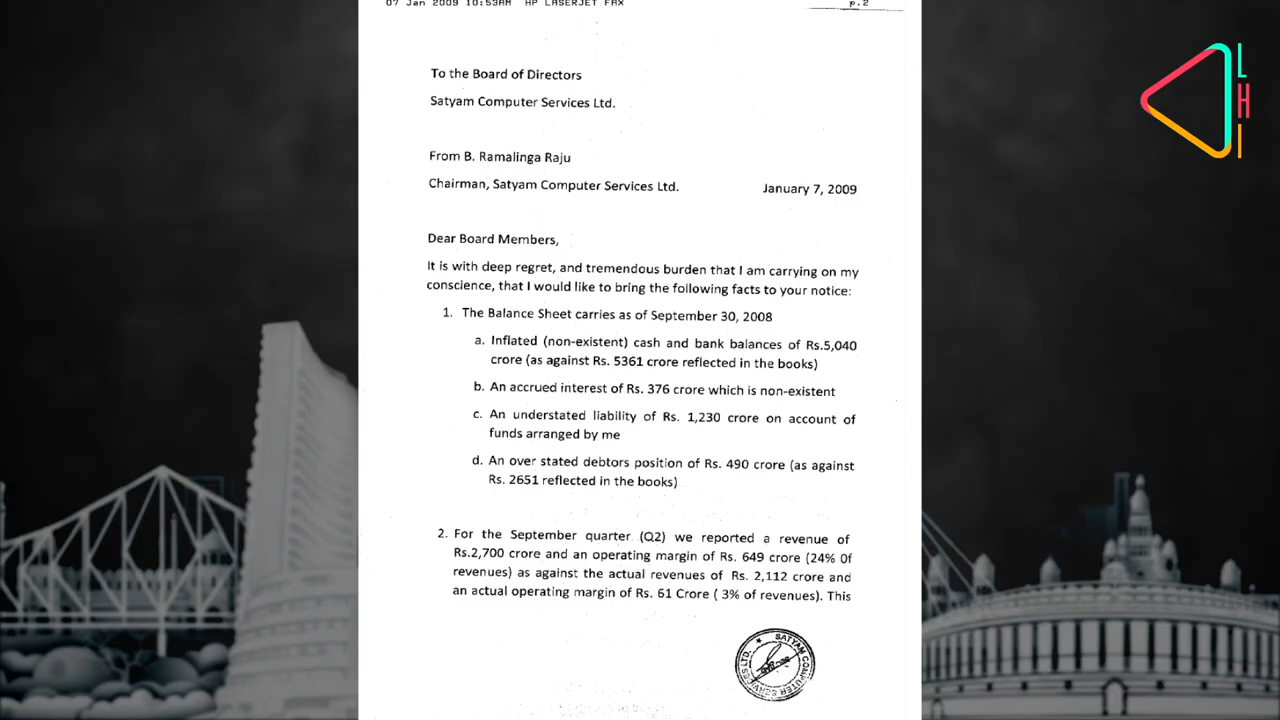 07 Jan 2009 10:53AM HP LASERJET FAX p.2
To the Board of Directors
Satyam Computer Services Ltd.
From B. Ramalinga Raju
Chairman, Satyam Computer Services Ltd. January 7, 2009
Dear Board Members,
It is with deep regret, and tremendous burden that I am carrying on my
conscience, that I would like to bring the following facts to your notice:
1. The Balance Sheet carries as of September 30, 2008
a. Inflated (non-existent) cash and bank balances of Rs.5,040
crore (as against Rs. 5361 crore reflected in the books)
b. An accrued interest of Rs. 376 crore which is non-existent
c. An understated liability of Rs. 1,230 crore on account of
funds arranged by me
d. An over stated debtors position of Rs. 490 crore (as against
Rs. 2651 reflected in the books)
2. For the September quarter (Q2) we reported a revenue of
Rs.2,700 crore and an operating margin of Rs. 649 crore (24% 0f
revenues) as against the actual revenues of Rs. 2,112 crore and
an actual operating margin of Rs. 61 Crore ( 3% of revenues). This
SATYAM COMPUTER SERVICES LTD.
LHI